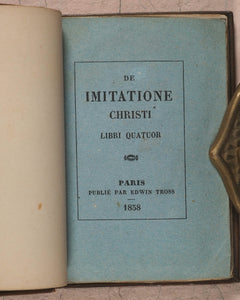 DE
IMITATIONE
CHRISTI
LIBRI QUATUOR
PARIS
PUBLIÉ PAR EDWIN TROSS
1858